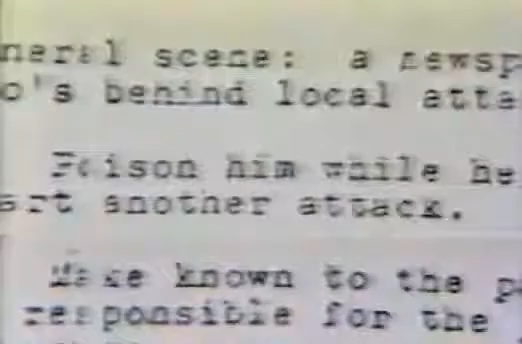 neral scene: a newsp
o's behind local atta
Poison him while he
art another attack.
Make known to the p
responsible for the